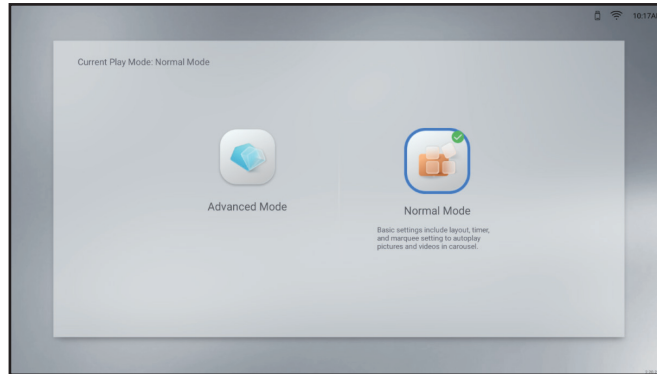 10:17A
Current Play Mode: Normal Mode
Advanced Mode
Normal Mode
Basic settings include layout, timer,
and marquee setting to autoplay
pictures and videos in carousel.